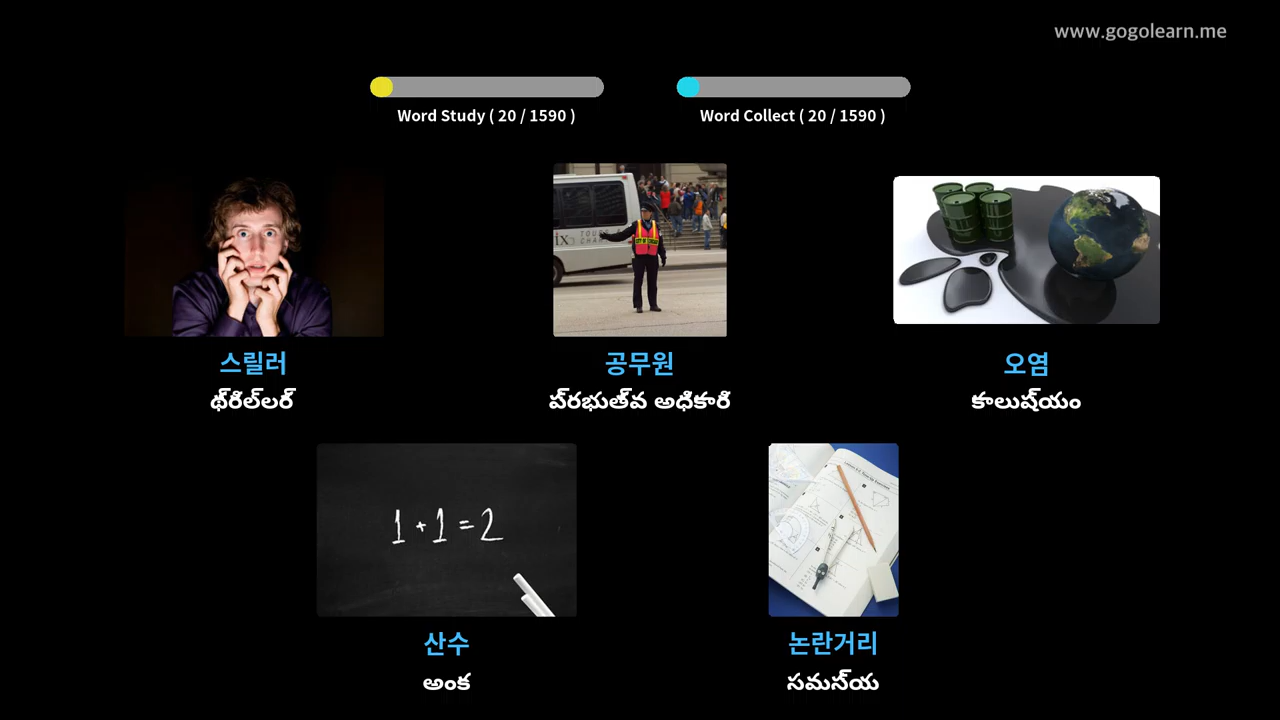 www.gogolearn.me
Word Study ( 20 / 1590 )
Word Collect ( 20 / 1590 )
스릴러
공무원
오염
థ్‌రిల్‌లర్
ప్‌రభుత్‌వ అధికారి
కాలుష్‌యం
1 + 1 = 2
산수
논란거리
అంక
సమస్‌య